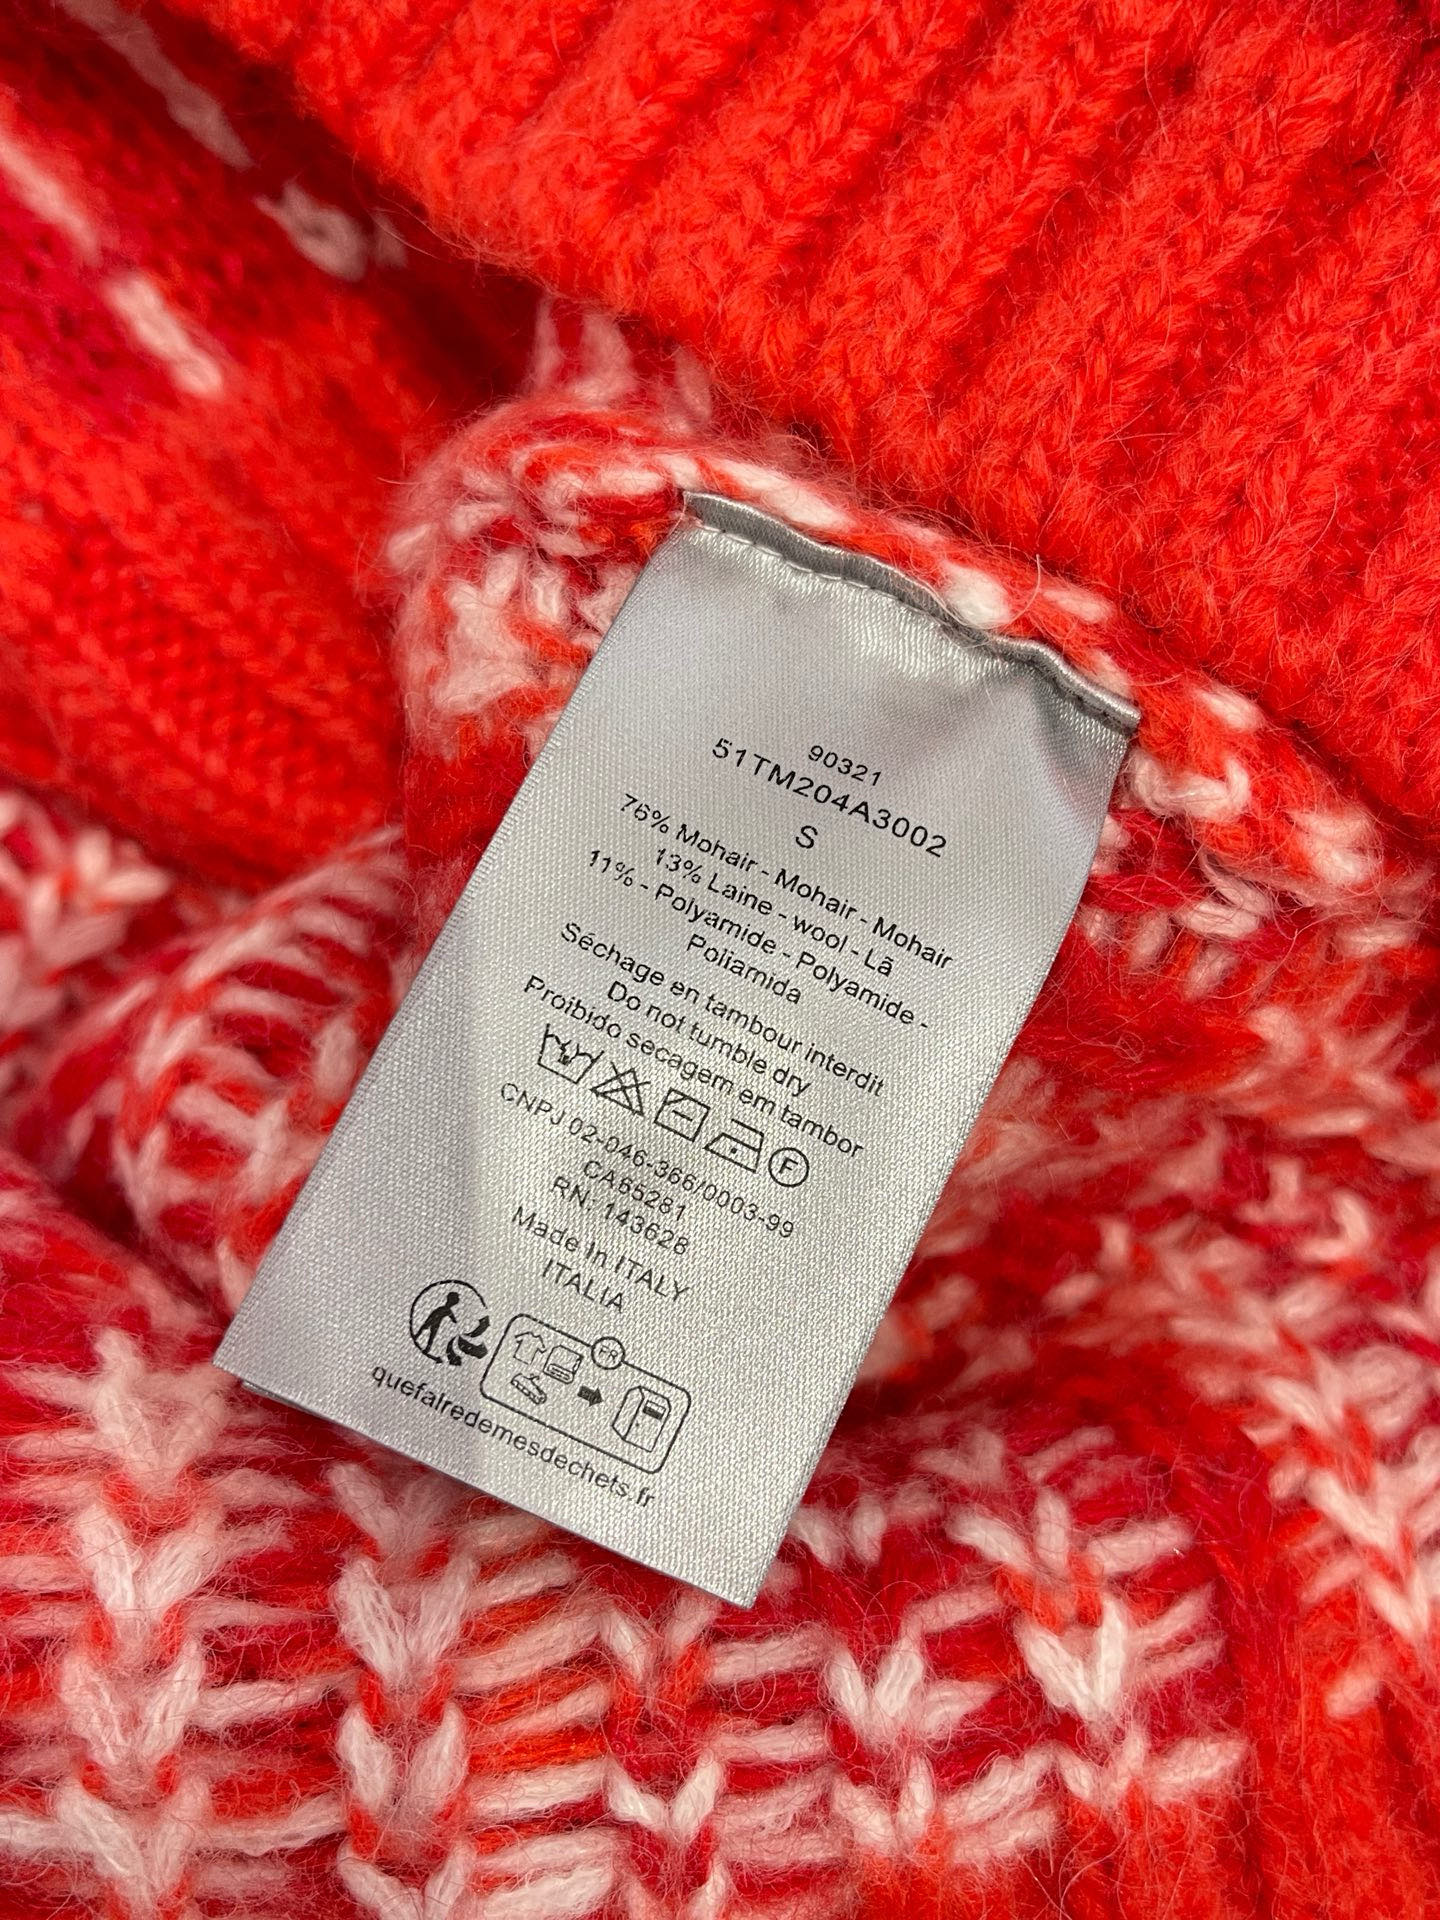 90321
51TM204A3002
S
76% Mohair - Mohair - Mohair
13% Laine - wool - Lã
11% - Polyamide - Polyamide -
Poliamida
Séchage en tambour interdit
Do not tumble dry
Proibido secagem em tambor
F
CNPJ 02-046-366/0003-99
CA65281
RN: 143628
Made In ITALY
ITALIA
FR
quefairedemesdechets.fr